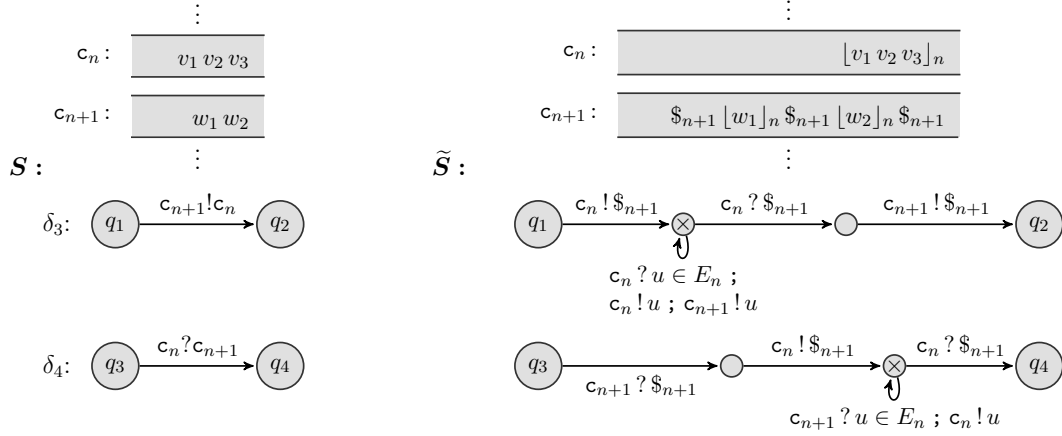 ⋮ ⋮
c_n : v_1 v_2 v_3 c_n : ⌊v_1 v_2 v_3⌋_n
c_{n+1} : w_1 w_2 c_{n+1} : $_{n+1} ⌊w_1⌋_n $_{n+1} ⌊w_2⌋_n $_{n+1}
⋮ ⋮
S : S̃ :
δ_3: q_1 c_{n+1}!c_n q_2 q_1 c_n ! $_{n+1} × c_n ? $_{n+1} c_{n+1} ! $_{n+1} q_2
c_n ? u ∈ E_n ;
c_n ! u ; c_{n+1} ! u
δ_4: q_3 c_n?c_{n+1} q_4 q_3 c_{n+1} ? $_{n+1} c_n ! $_{n+1} × c_n ? $_{n+1} q_4
c_{n+1} ? u ∈ E_n ; c_n ! u